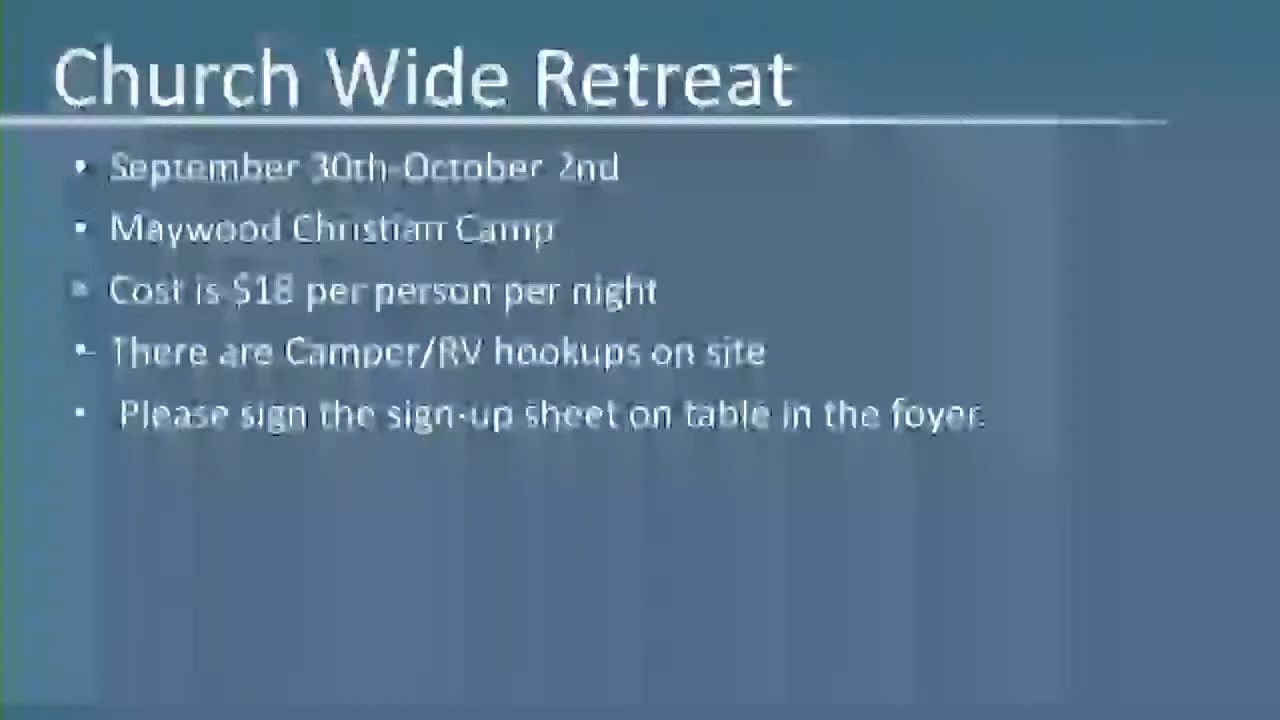 Church Wide Retreat
• September 30th-October 2nd
• Maywood Christian Camp
• Cost is $18 per person per night
• There are Camper/RV hookups on site
• Please sign the sign-up sheet on table in the foyer.